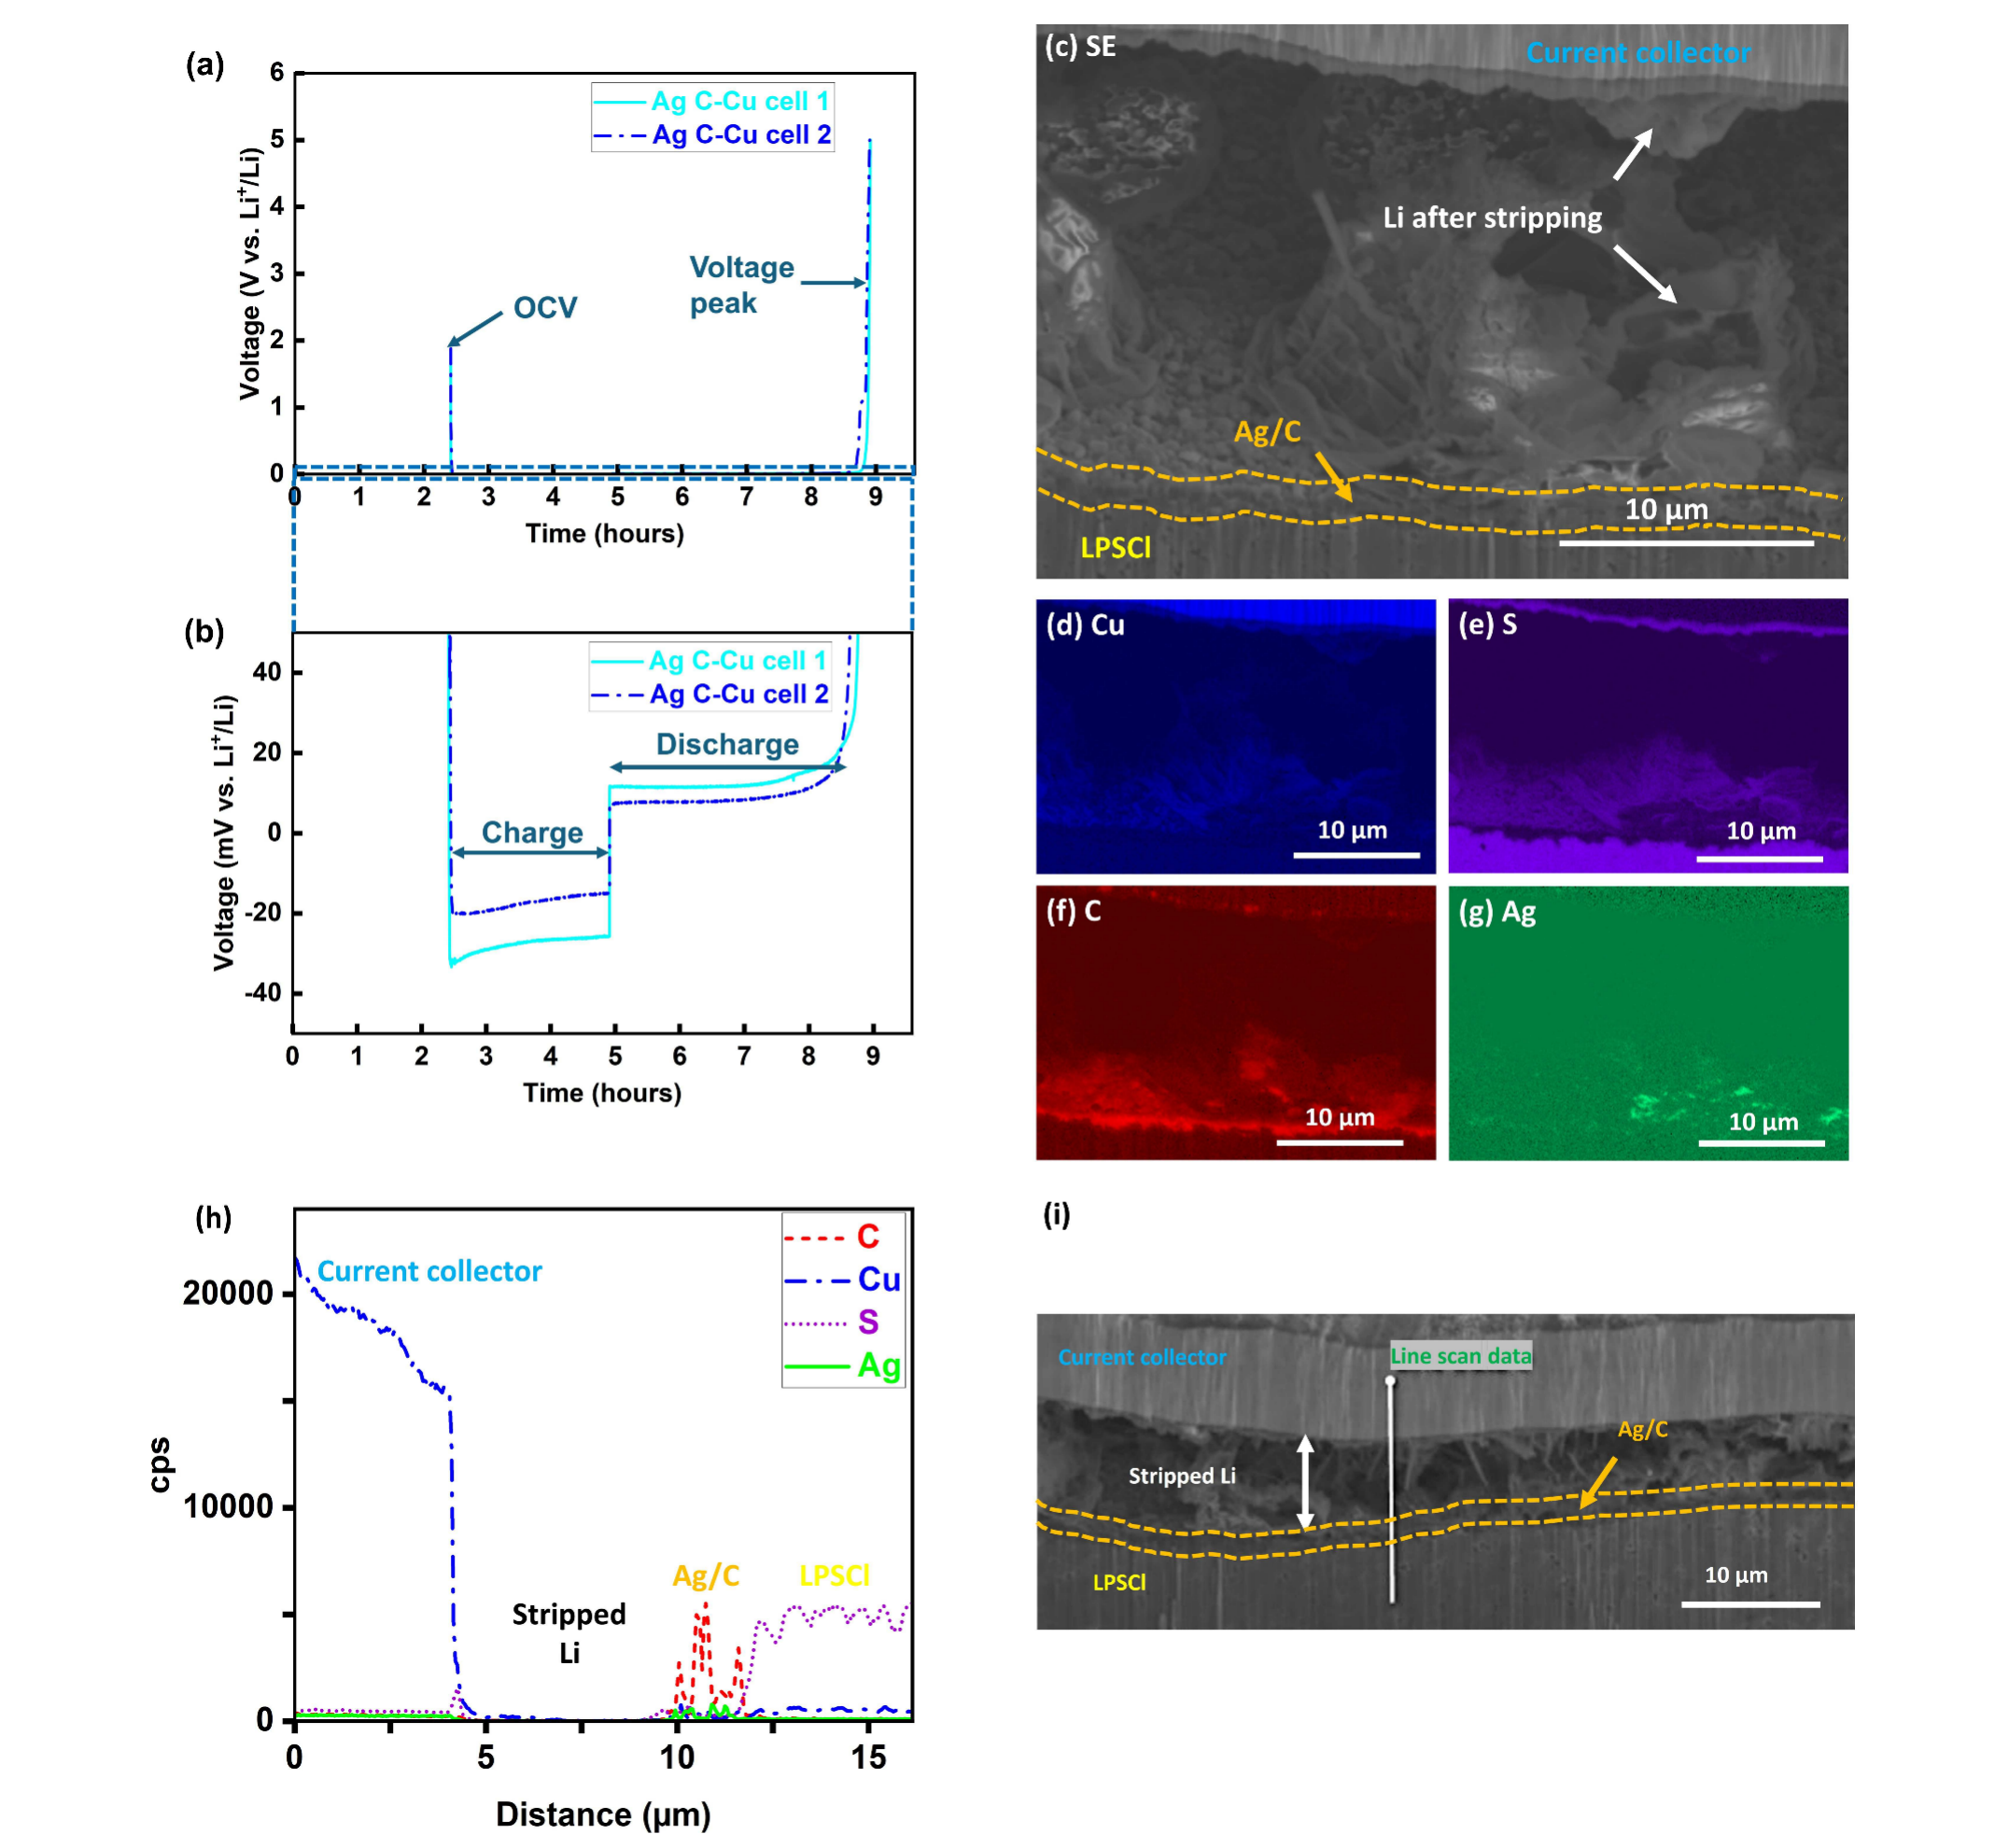 (a)
6
5
4
3
2
1
0
Voltage (V vs. Li⁺/Li)
Ag C-Cu cell 1
Ag C-Cu cell 2
OCV
Voltage
peak
0 1 2 3 4 5 6 7 8 9
Time (hours)
(b)
40
20
0
-20
-40
Voltage (mV vs. Li⁺/Li)
Ag C-Cu cell 1
Ag C-Cu cell 2
Discharge
Charge
0 1 2 3 4 5 6 7 8 9
Time (hours)
(c) SE
Current collector
Li after stripping
Ag/C
10 µm
LPSCl
(d) Cu
10 µm
(e) S
10 µm
(f) C
10 µm
(g) Ag
10 µm
(h)
20000
10000
0
cps
Current collector
C
Cu
S
Ag
Ag/C
LPSCl
Stripped
Li
0 5 10 15
Distance (µm)
(i)
Current collector
Line scan data
Ag/C
Stripped Li
LPSCl
10 µm